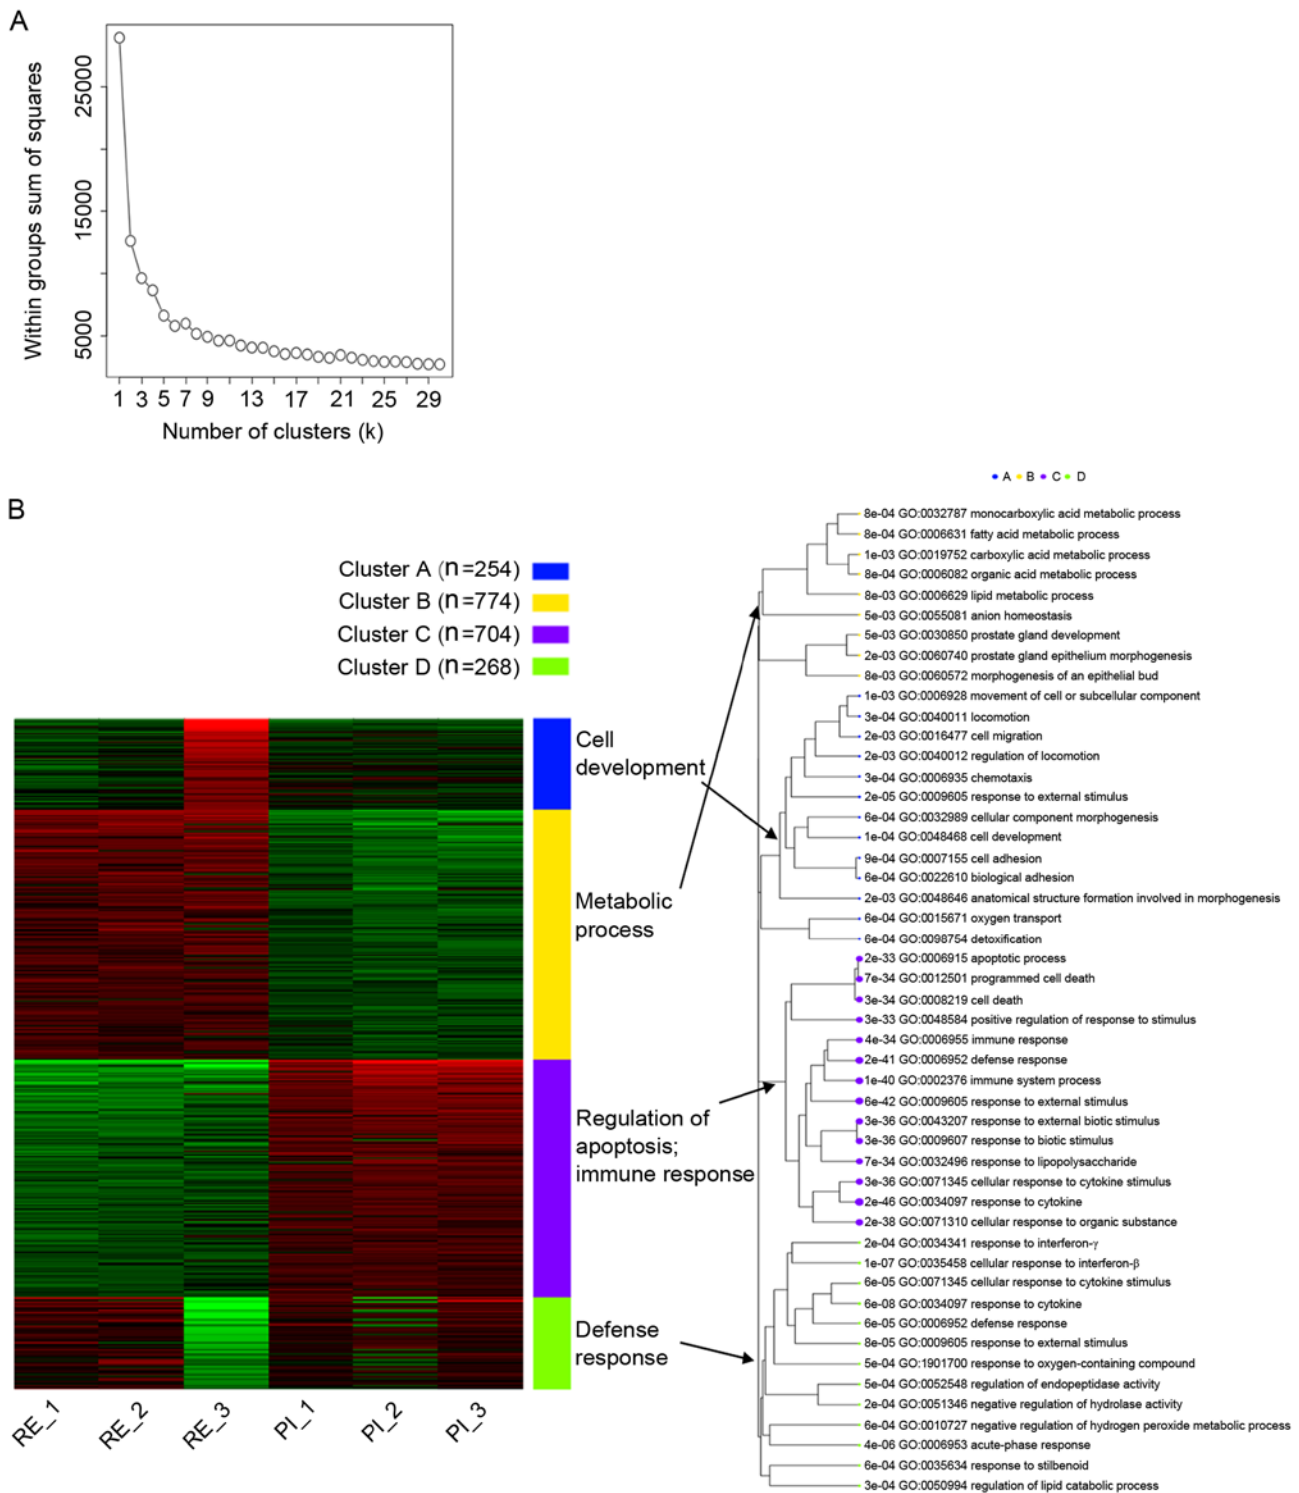 A
Within groups sum of squares
25000
15000
5000
1 3 5 7 9 13 17 21 25 29
Number of clusters (k)
B
Cluster A (n=254)
Cluster B (n=774)
Cluster C (n=704)
Cluster D (n=268)
Cell
development
Metabolic
process
Regulation of
apoptosis;
immune response
Defense
response
RE_1 RE_2 RE_3 PI_1 PI_2 PI_3
A B C D
8e-04 GO:0032787 monocarboxylic acid metabolic process
8e-04 GO:0006631 fatty acid metabolic process
1e-03 GO:0019752 carboxylic acid metabolic process
8e-04 GO:0006082 organic acid metabolic process
8e-03 GO:0006629 lipid metabolic process
5e-03 GO:0055081 anion homeostasis
5e-03 GO:0030850 prostate gland development
2e-03 GO:0060740 prostate gland epithelium morphogenesis
8e-03 GO:0060572 morphogenesis of an epithelial bud
1e-03 GO:0006928 movement of cell or subcellular component
3e-04 GO:0040011 locomotion
2e-03 GO:0016477 cell migration
2e-03 GO:0040012 regulation of locomotion
3e-04 GO:0006935 chemotaxis
2e-05 GO:0009605 response to external stimulus
6e-04 GO:0032989 cellular component morphogenesis
1e-04 GO:0048468 cell development
9e-04 GO:0007155 cell adhesion
6e-04 GO:0022610 biological adhesion
2e-03 GO:0048646 anatomical structure formation involved in morphogenesis
6e-04 GO:0015671 oxygen transport
6e-04 GO:0098754 detoxification
2e-33 GO:0006915 apoptotic process
7e-34 GO:0012501 programmed cell death
3e-34 GO:0008219 cell death
3e-33 GO:0048584 positive regulation of response to stimulus
4e-34 GO:0006955 immune response
2e-41 GO:0006952 defense response
1e-40 GO:0002376 immune system process
6e-42 GO:0009605 response to external stimulus
3e-36 GO:0043207 response to external biotic stimulus
3e-36 GO:0009607 response to biotic stimulus
7e-34 GO:0032496 response to lipopolysaccharide
3e-36 GO:0071345 cellular response to cytokine stimulus
2e-46 GO:0034097 response to cytokine
2e-38 GO:0071310 cellular response to organic substance
2e-04 GO:0034341 response to interferon-γ
1e-07 GO:0035458 cellular response to interferon-β
6e-05 GO:0071345 cellular response to cytokine stimulus
6e-08 GO:0034097 response to cytokine
6e-05 GO:0006952 defense response
8e-05 GO:0009605 response to external stimulus
5e-04 GO:1901700 response to oxygen-containing compound
5e-04 GO:0052548 regulation of endopeptidase activity
2e-04 GO:0051346 negative regulation of hydrolase activity
6e-04 GO:0010727 negative regulation of hydrogen peroxide metabolic process
4e-06 GO:0006953 acute-phase response
6e-04 GO:0035634 response to stilbenoid
3e-04 GO:0050994 regulation of lipid catabolic process